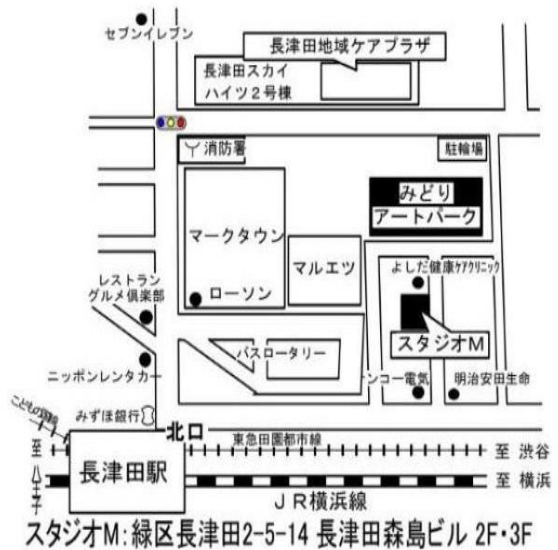 セブンイレブン
長津田地域ケアプラザ
長津田スカイ
ハイツ2号棟
消防署
駐輪場
みどり
アートパーク
マークタウン
マルエツ
よしだ健康ケアクリニック
レストラン
グルメ倶楽部
ローソン
スタジオM
バスロータリー
ニッポンレンタカー
ンコー電気
明治安田生命
みずほ銀行
北口
東急田園都市線
至 渋谷
至 八王子
長津田駅
至 横浜
JR横浜線
スタジオM:緑区長津田2-5-14 長津田森島ビル 2F・3F